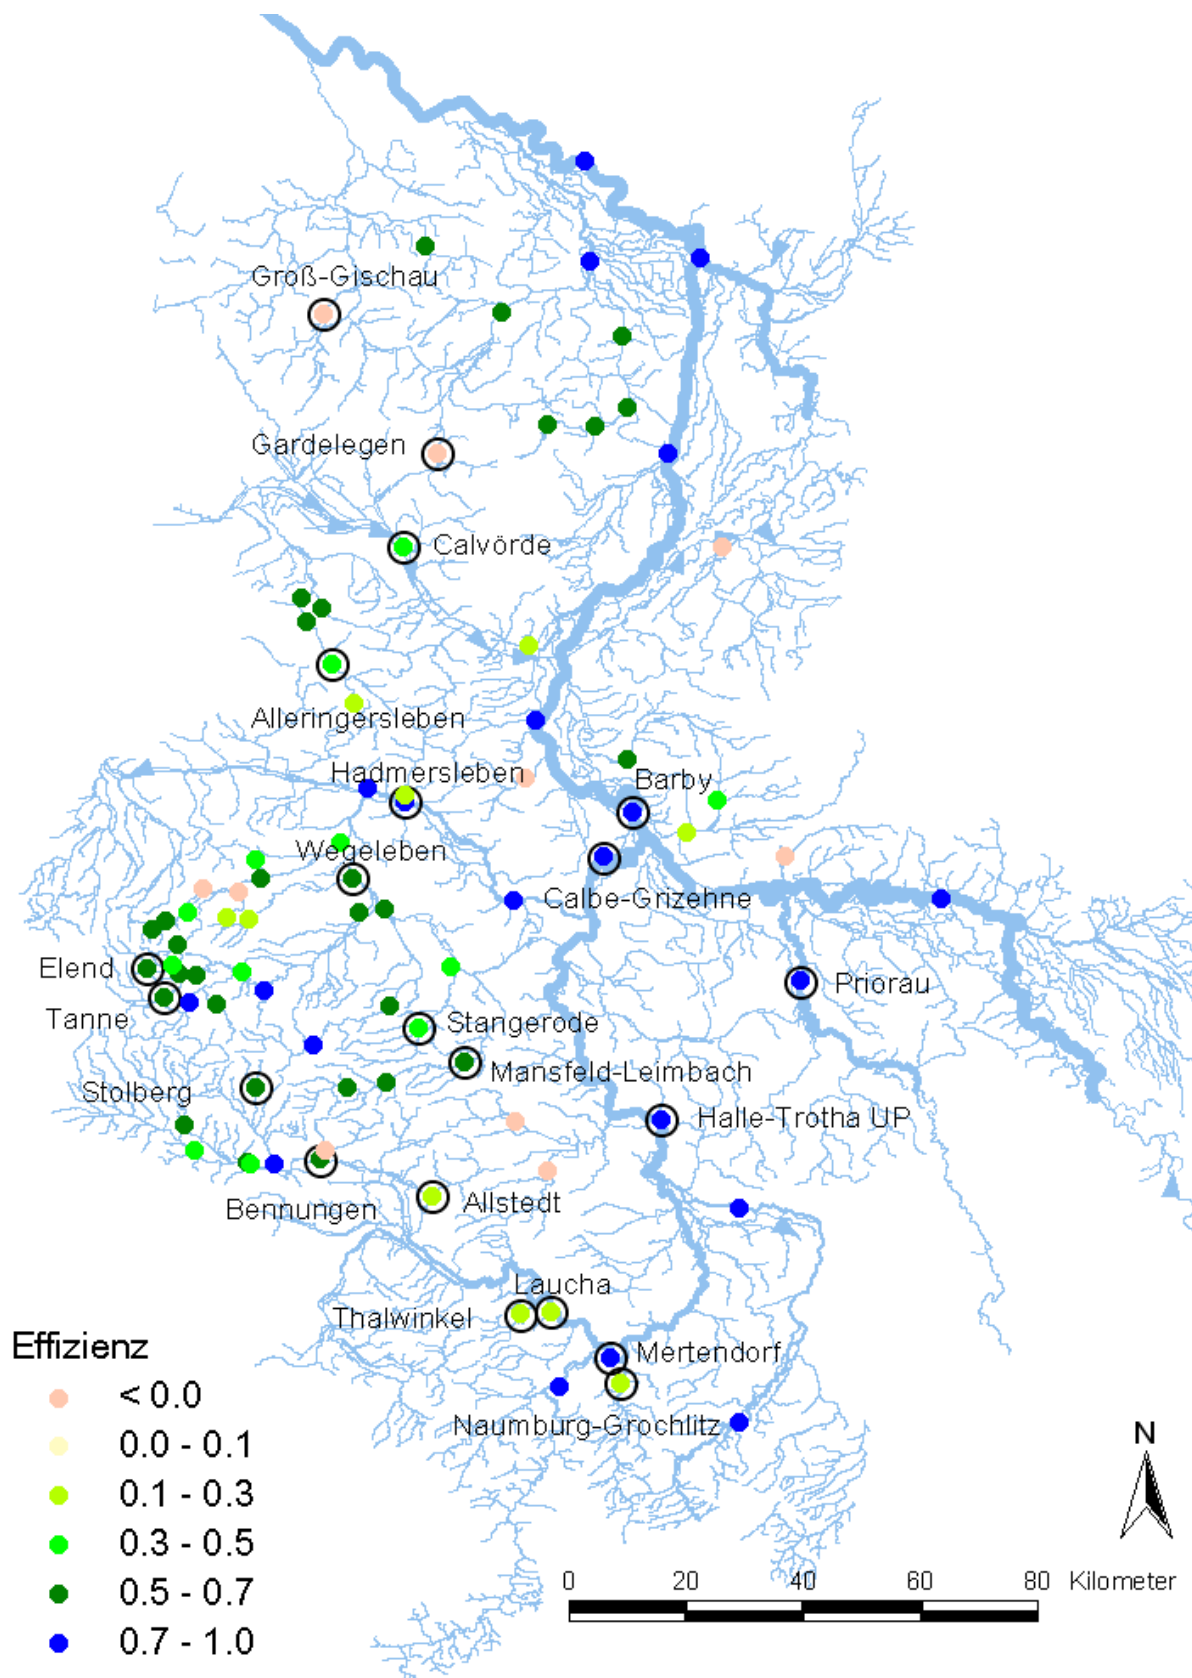 Groß-Gischau
Gardelegen
Calvörde
Alleringersleben
Hadmersleben
Barby
Wegeleben
Calbe-Grizehne
Elend
Priorau
Tanne
Stangerode
Mansfeld-Leimbach
Stolberg
Halle-Trotha UP
Bennungen
Allstedt
Laucha
Thalwinkel
Mertendorf
Naumburg-Grochlitz
Effizienz
< 0.0
0.0 - 0.1
0.1 - 0.3
0.3 - 0.5
0.5 - 0.7
0.7 - 1.0
N
0 20 40 60 80 Kilometer